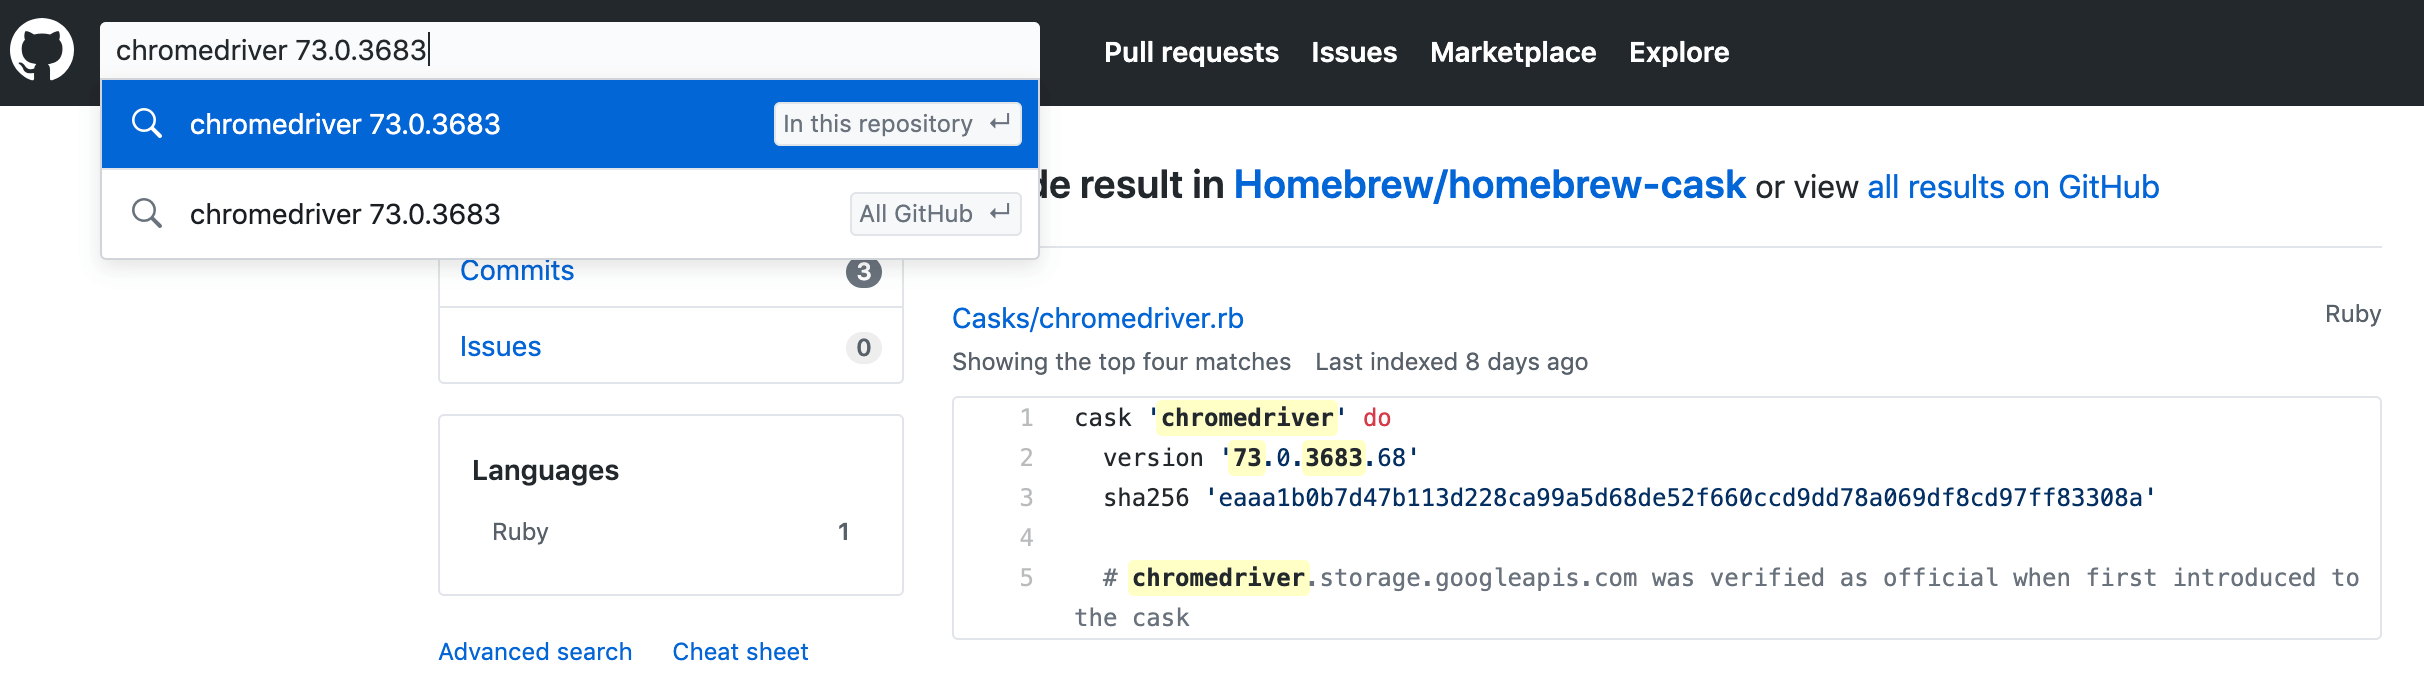 chromedriver 73.0.3683
Pull requests Issues Marketplace Explore
chromedriver 73.0.3683 In this repository
chromedriver 73.0.3683 All GitHub
de result in Homebrew/homebrew-cask or view all results on GitHub
Commits 3
Issues 0
Languages
Ruby 1
Advanced search Cheat sheet
Casks/chromedriver.rb Ruby
Showing the top four matches Last indexed 8 days ago
1 cask 'chromedriver' do
2 version '73.0.3683.68'
3 sha256 'eaaa1b0b7d47b113d228ca99a5d68de52f660ccd9dd78a069df8cd97ff83308a'
4
5 # chromedriver.storage.googleapis.com was verified as official when first introduced to
the cask